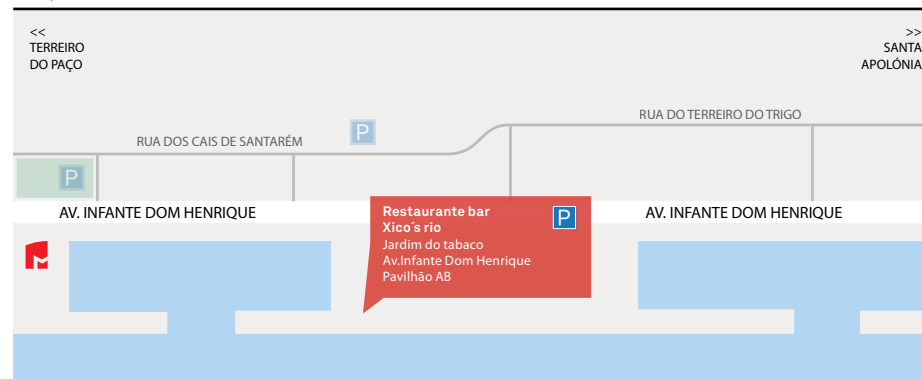 <<
TERREIRO
DO PAÇO
>>
SANTA
APOLÓNIA
RUA DO TERREIRO DO TRIGO
RUA DOS CAIS DE SANTARÉM
P
P
AV. INFANTE DOM HENRIQUE
Restaurante bar
Xico´s rio
Jardim do tabaco
Av.Infante Dom Henrique
Pavilhão AB
P
AV. INFANTE DOM HENRIQUE